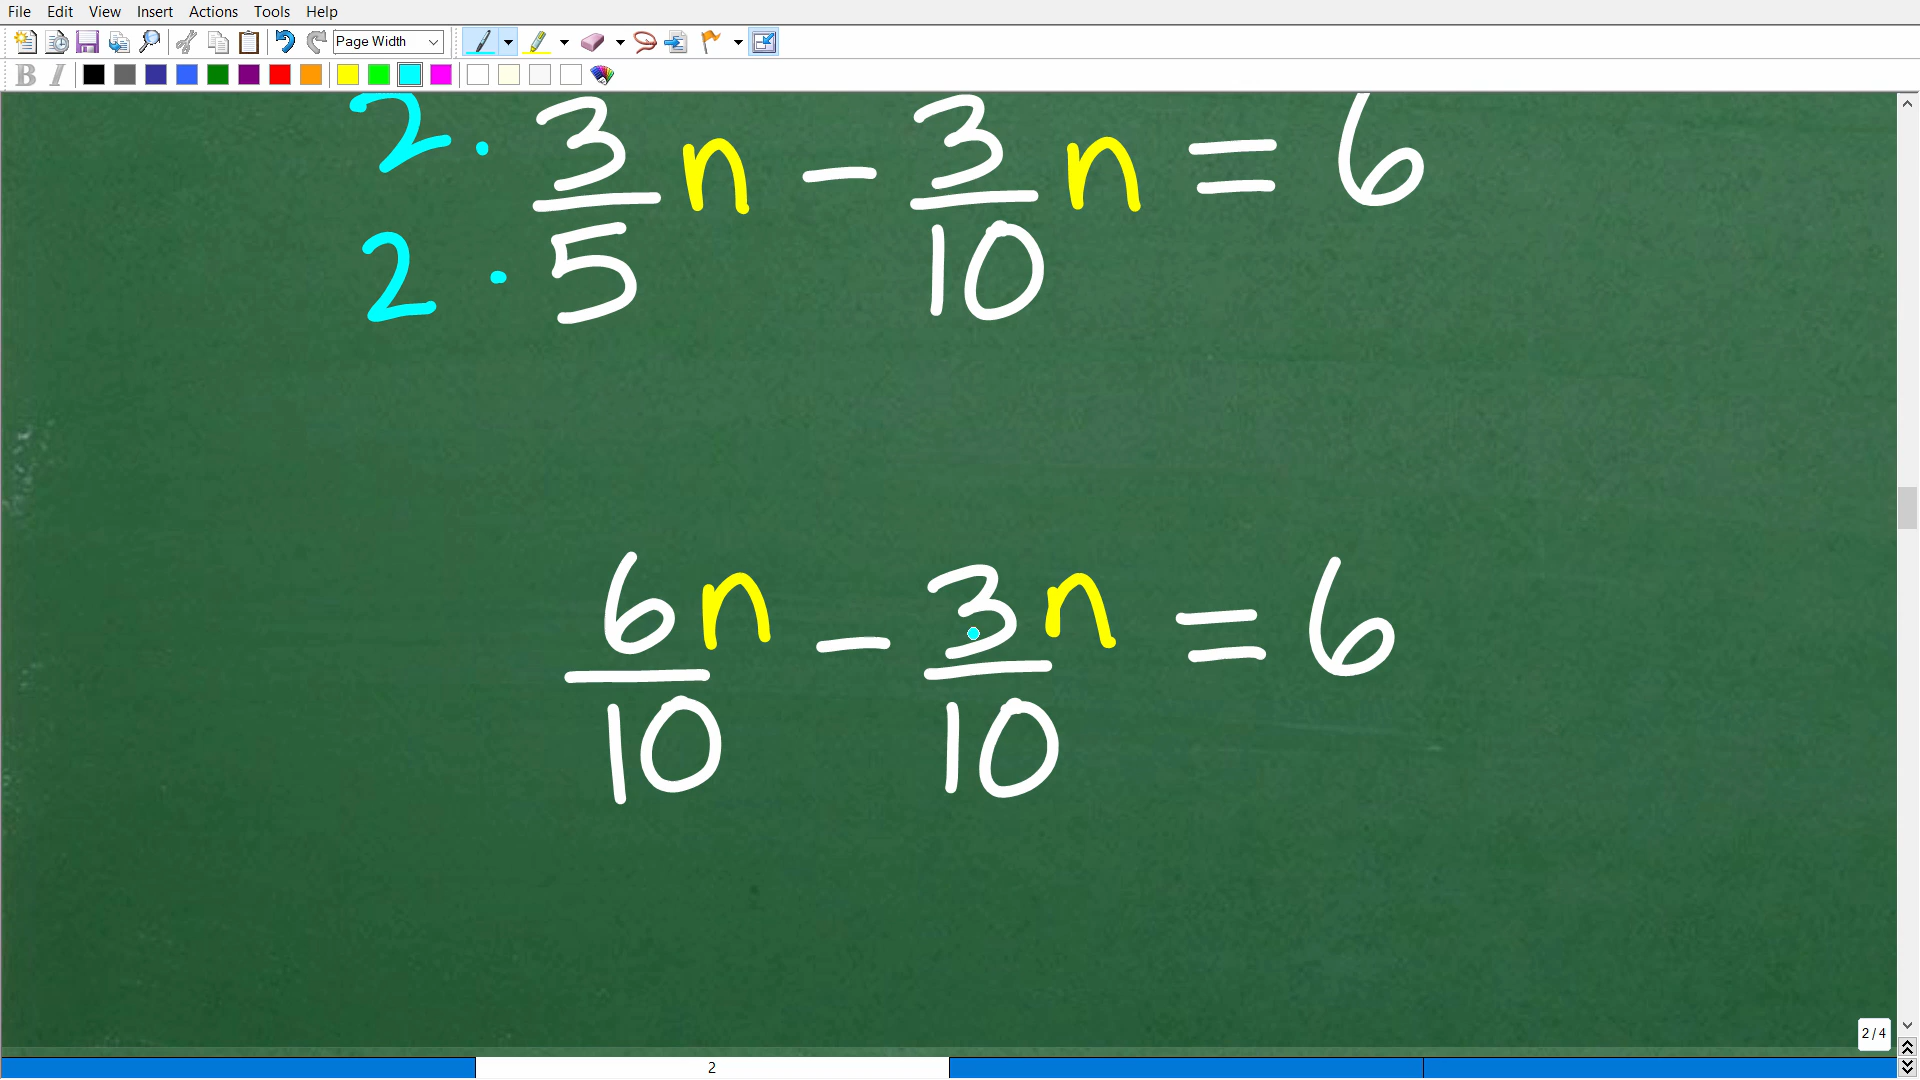 File Edit View Insert Actions Tools Help
Page Width
B I
2 · 3/5 n − 3/10 n = 6
2 ·
6n/10 − 3n/10 = 6
2 / 4
2